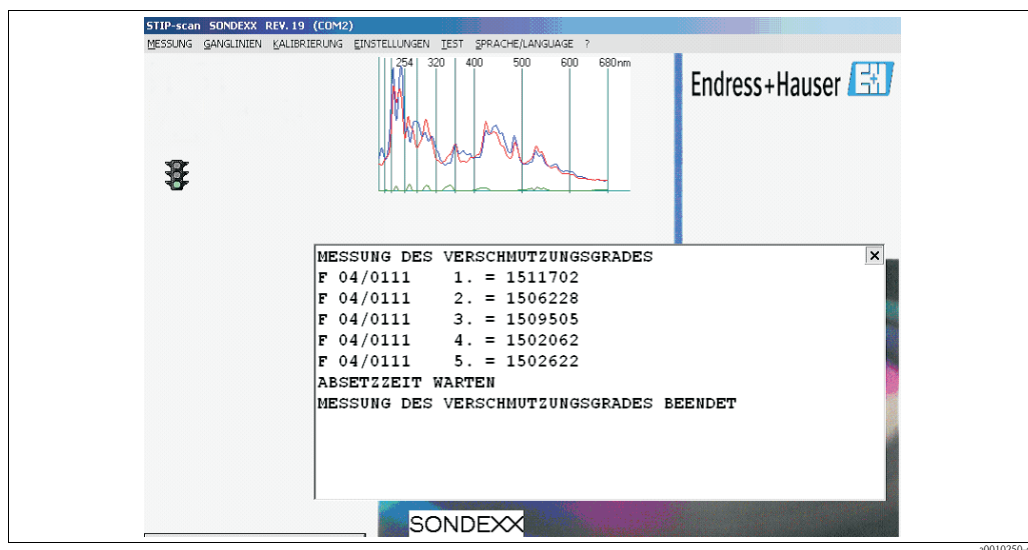 STIP-scan SONDEXX REV. 19 (COM2)
MESSUNG GANGLINIEN KALIBRIERUNG EINSTELLUNGEN TEST SPRACHE/LANGUAGE ?
254 320 400 500 600 680nm
Endress+Hauser EH
MESSUNG DES VERSCHMUTZUNGSGRADES
F 04/0111 1. = 1511702
F 04/0111 2. = 1506228
F 04/0111 3. = 1509505
F 04/0111 4. = 1502062
F 04/0111 5. = 1502622
ABSETZZEIT WARTEN
MESSUNG DES VERSCHMUTZUNGSGRADES BEENDET
SONDEXX